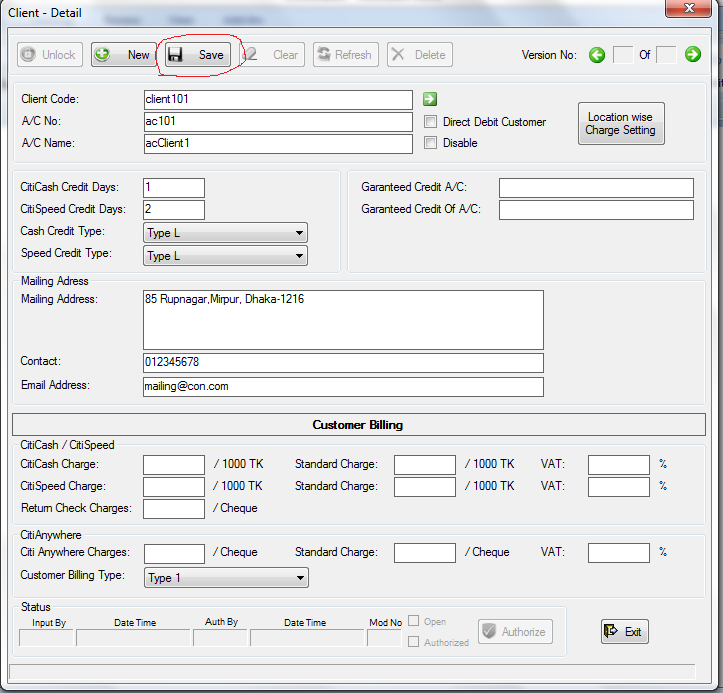 Client - Detail
Unlock New Save Clear Refresh Delete Version No: Of
Client Code: client101
A/C No: ac101 Direct Debit Customer
A/C Name: acClient1 Disable
Location wise
Charge Setting
CitiCash Credit Days: 1 Garanteed Credit A/C:
CitiSpeed Credit Days: 2 Garanteed Credit Of A/C:
Cash Credit Type: Type L
Speed Credit Type: Type L
Mailing Adress
Mailing Address: 85 Rupnagar,Mirpur, Dhaka-1216
Contact: 012345678
Email Address: mailing@con.com
Customer Billing
CitiCash / CitiSpeed
CitiCash Charge: / 1000 TK Standard Charge: / 1000 TK VAT: %
CitiSpeed Charge: / 1000 TK Standard Charge: / 1000 TK VAT: %
Return Check Charges: / Cheque
CitiAnywhere
Citi Anywhere Charges: / Cheque Standard Charge: / Cheque VAT: %
Customer Billing Type: Type 1
Status
Input By Date Time Auth By Date Time Mod No Open
Authorized
Authorize
Exit